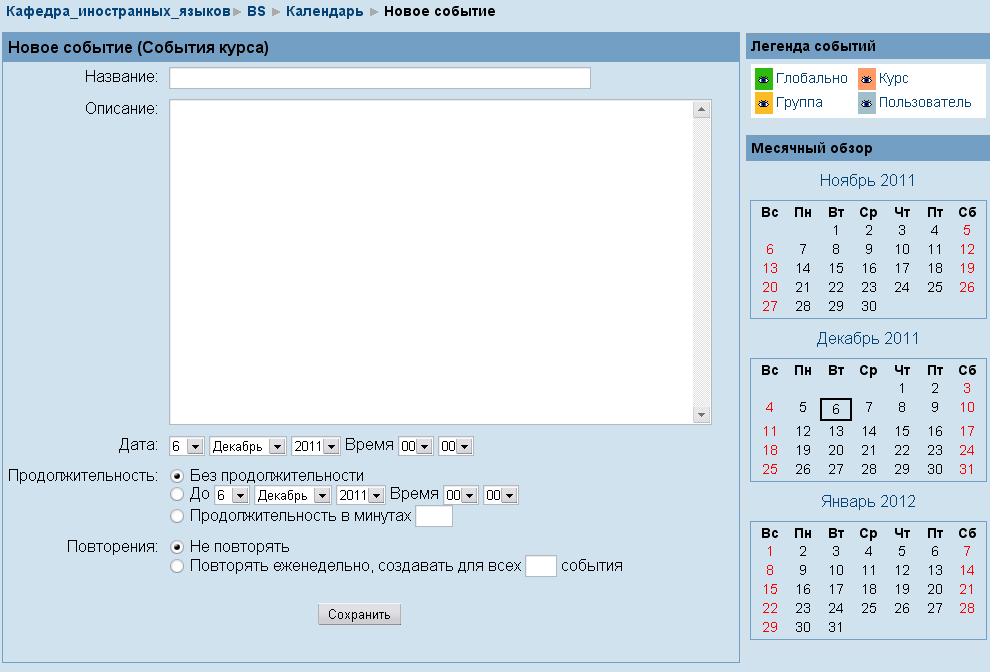 Кафедра_иностранных_языков ▶ BS ▶ Календарь ▶ Новое событие
Новое событие (События курса)
Название:
Описание:
Дата: 6 Декабрь 2011 Время 00 00
Продолжительность: Без продолжительности
До 6 Декабрь 2011 Время 00 00
Продолжительность в минутах
Повторения: Не повторять
Повторять еженедельно, создавать для всех события
Сохранить
Легенда событий
Глобально Курс
Группа Пользователь
Месячный обзор
Ноябрь 2011
Вс Пн Вт Ср Чт Пт Сб
1 2 3 4 5
6 7 8 9 10 11 12
13 14 15 16 17 18 19
20 21 22 23 24 25 26
27 28 29 30
Декабрь 2011
Вс Пн Вт Ср Чт Пт Сб
1 2 3
4 5 6 7 8 9 10
11 12 13 14 15 16 17
18 19 20 21 22 23 24
25 26 27 28 29 30 31
Январь 2012
Вс Пн Вт Ср Чт Пт Сб
1 2 3 4 5 6 7
8 9 10 11 12 13 14
15 16 17 18 19 20 21
22 23 24 25 26 27 28
29 30 31